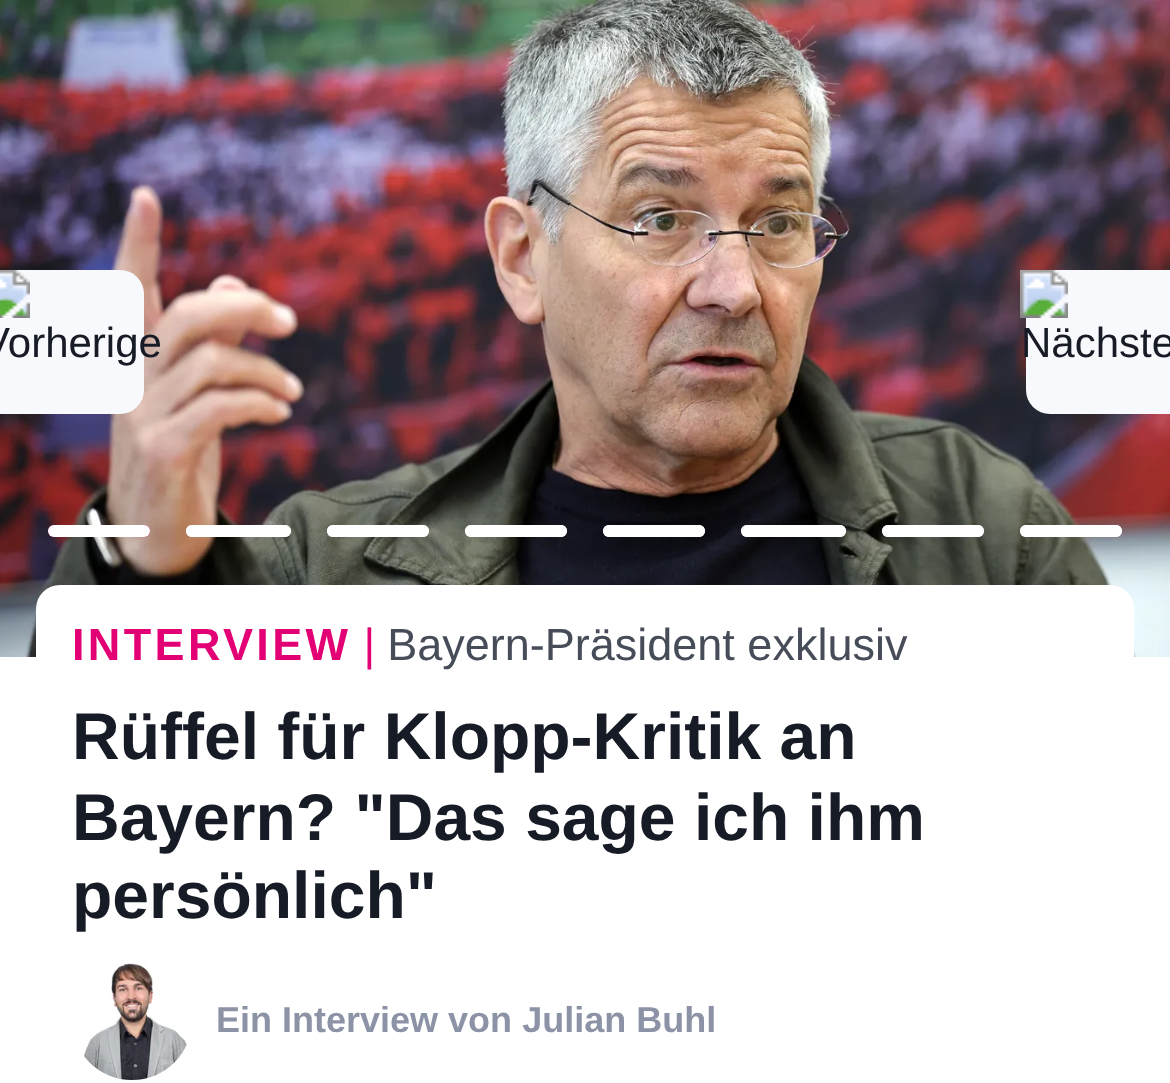 Vorherige
Nächste
INTERVIEW | Bayern-Präsident exklusiv
Rüffel für Klopp-Kritik an
Bayern? "Das sage ich ihm
persönlich"
Ein Interview von Julian Buhl